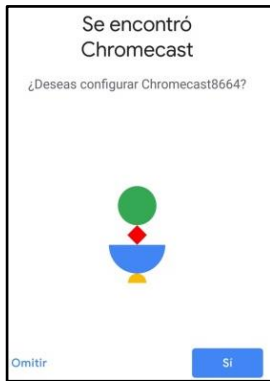 Se encontró
Chromecast
¿Deseas configurar Chromecast8664?
Omitir
Sí